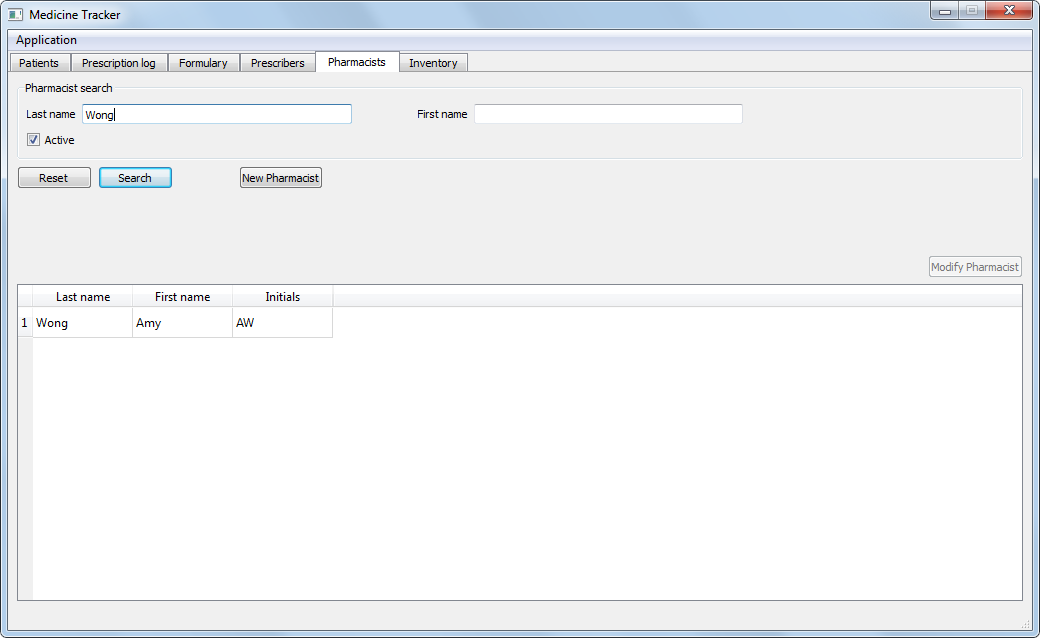 Medicine Tracker
Application
Patients Prescription log Formulary Prescribers Pharmacists Inventory
Pharmacist search
Last name Wong First name
Active
Reset Search New Pharmacist
Modify Pharmacist
Last name First name Initials
1 Wong Amy AW